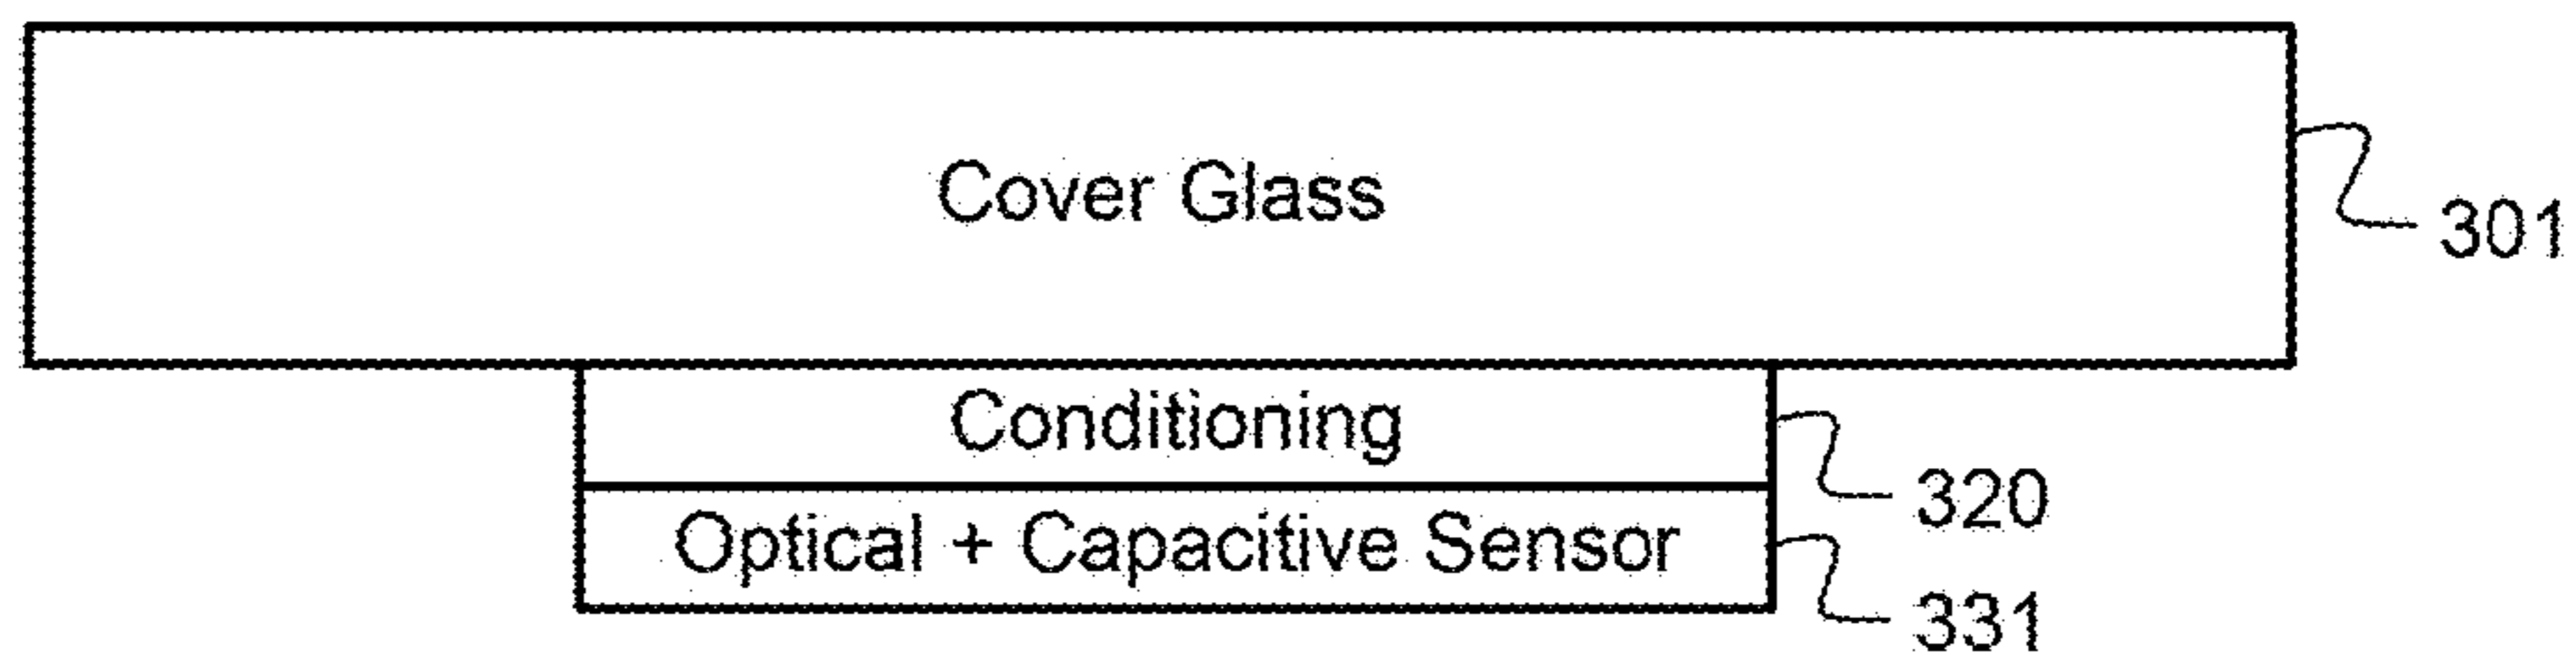 Cover Glass
301
Conditioning
320
Optical + Capacitive Sensor
331